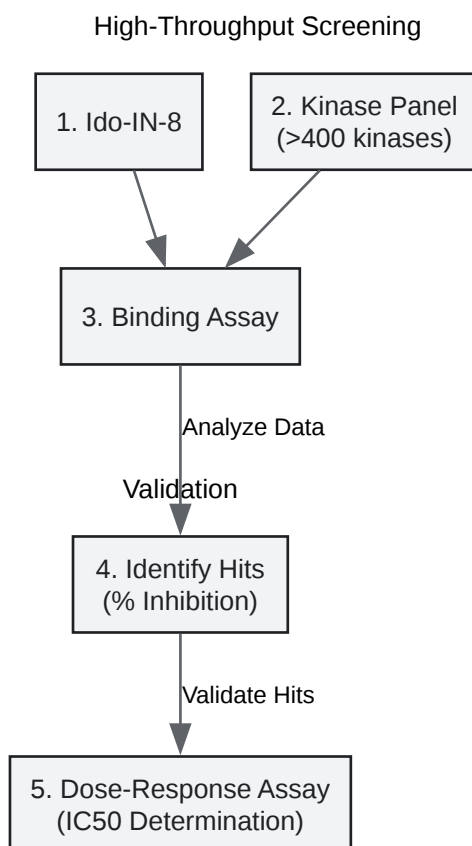 High-Throughput Screening
1. Ido-IN-8
2. Kinase Panel
(>400 kinases)
3. Binding Assay
Analyze Data
Validation
4. Identify Hits
(% Inhibition)
Validate Hits
5. Dose-Response Assay
(IC50 Determination)